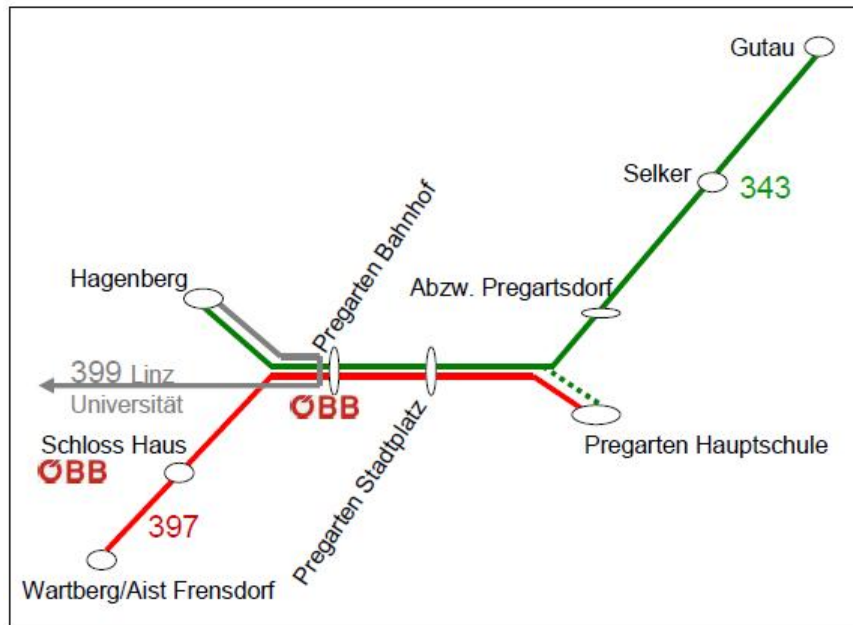 Gutau
Selker
343
Pregarten Bahnhof
Hagenberg
Abzw. Pregartsdorf
399 Linz
Universität
ÖBB
Schloss Haus
ÖBB
Pregarten Hauptschule
Pregarten Stadtplatz
397
Wartberg/Aist Frensdorf